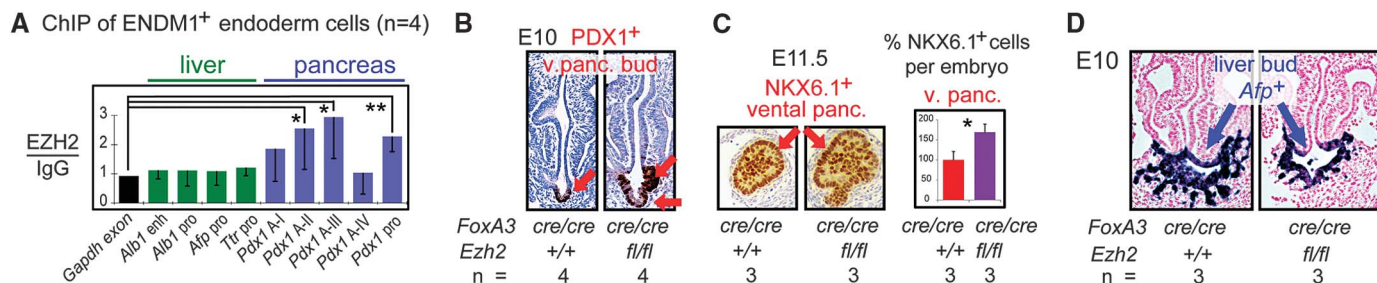 A ChIP of ENDM1+ endoderm cells (n=4)
liver pancreas
EZH2
IgG
3
2
1
0
* * **
Gapdh exon
Alb1 enh
Alb1 pro
Afp pro
Ttr pro
Pdx1 A-I
Pdx1 A-II
Pdx1 A-III
Pdx1 A-IV
Pdx1 pro
B
E10 PDX1+
v.panc. bud
FoxA3 cre/cre cre/cre
Ezh2 +/+ fl/fl
n = 4 4
C
E11.5
NKX6.1+
vental panc.
% NKX6.1+ cells
per embryo
v. panc.
200
150
100
50
0
*
cre/cre cre/cre cre/cre cre/cre
+/+ fl/fl +/+ fl/fl
3 3 3 3
D
E10
liver bud
Afp+
FoxA3 cre/cre cre/cre
Ezh2 +/+ fl/fl
n = 3 3